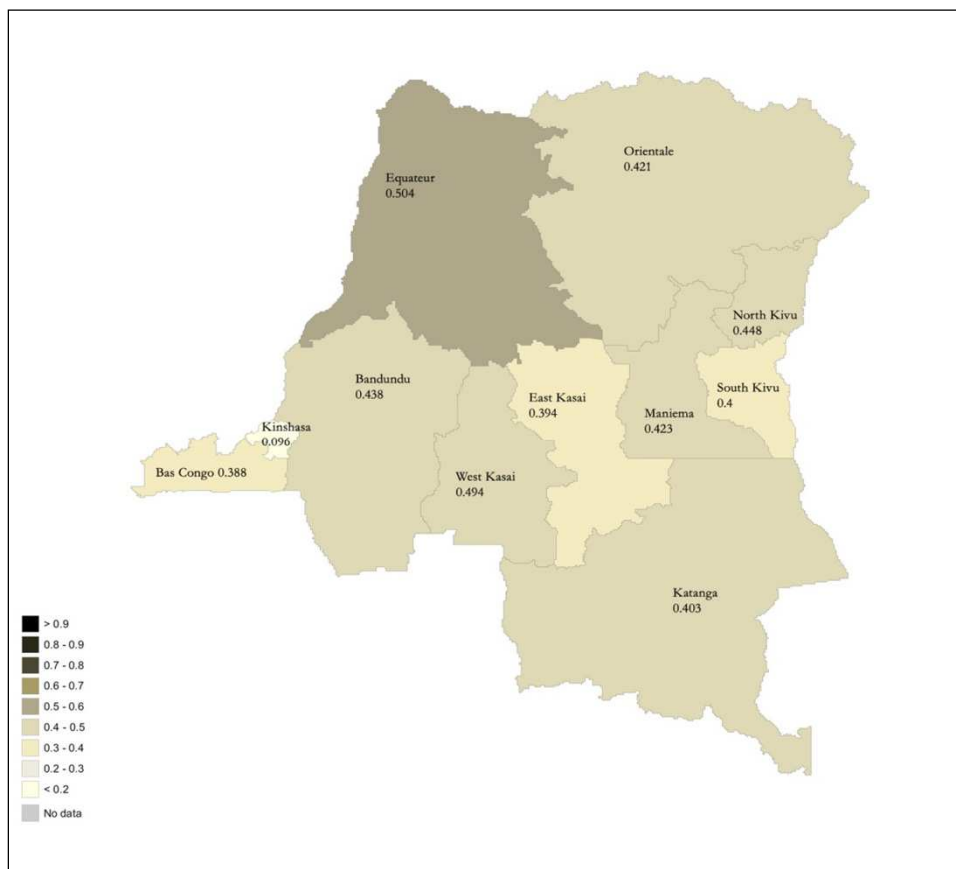 Orientale
0.421
Equateur
0.504
North Kivu
0.448
Bandundu
0.438
South Kivu
0.4
East Kasai
0.394
Maniema
0.423
Kinshasa
0.096
Bas Congo 0.388
West Kasai
0.494
Katanga
0.403
> 0.9
0.8 - 0.9
0.7 - 0.8
0.6 - 0.7
0.5 - 0.6
0.4 - 0.5
0.3 - 0.4
0.2 - 0.3
< 0.2
No data